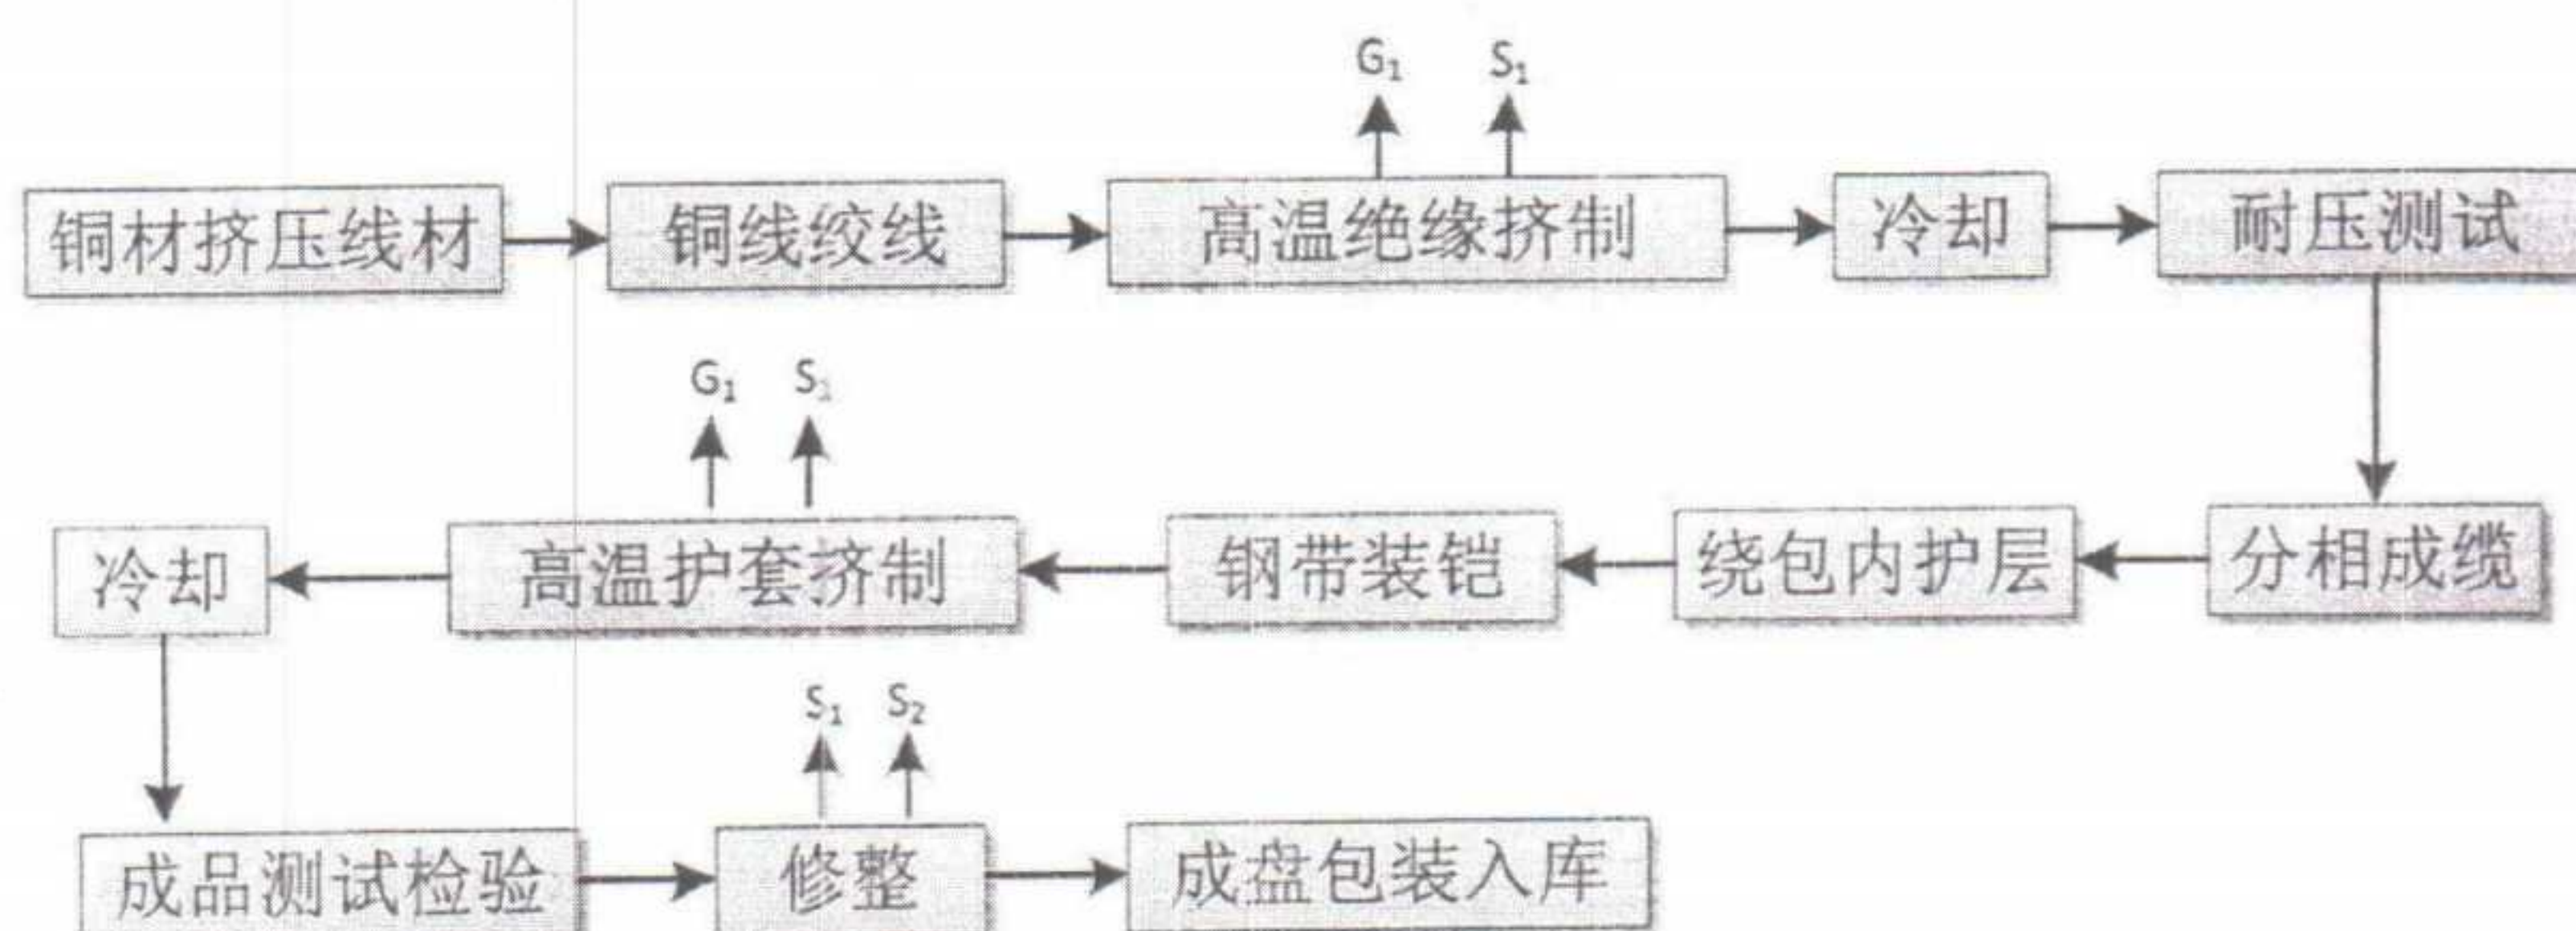 G₁ S₁
铜材挤压线材 铜线绞线 高温绝缘挤制 冷却 耐压测试
G₁ S₁
冷却 高温护套挤制 钢带装铠 绕包内护层 分相成缆
S₁ S₂
成品测试检验 修整 成盘包装入库